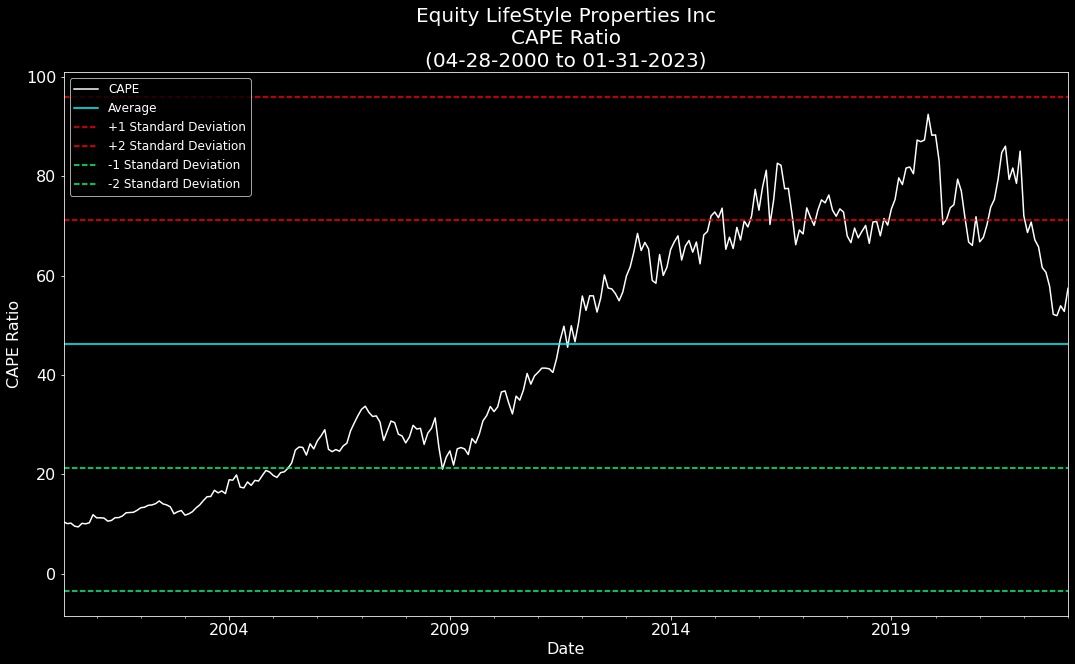 Equity LifeStyle Properties Inc
CAPE Ratio
(04-28-2000 to 01-31-2023)
CAPE
Average
+1 Standard Deviation
+2 Standard Deviation
-1 Standard Deviation
-2 Standard Deviation
100
80
60
40
20
0
CAPE Ratio
2004
2009
2014
2019
Date